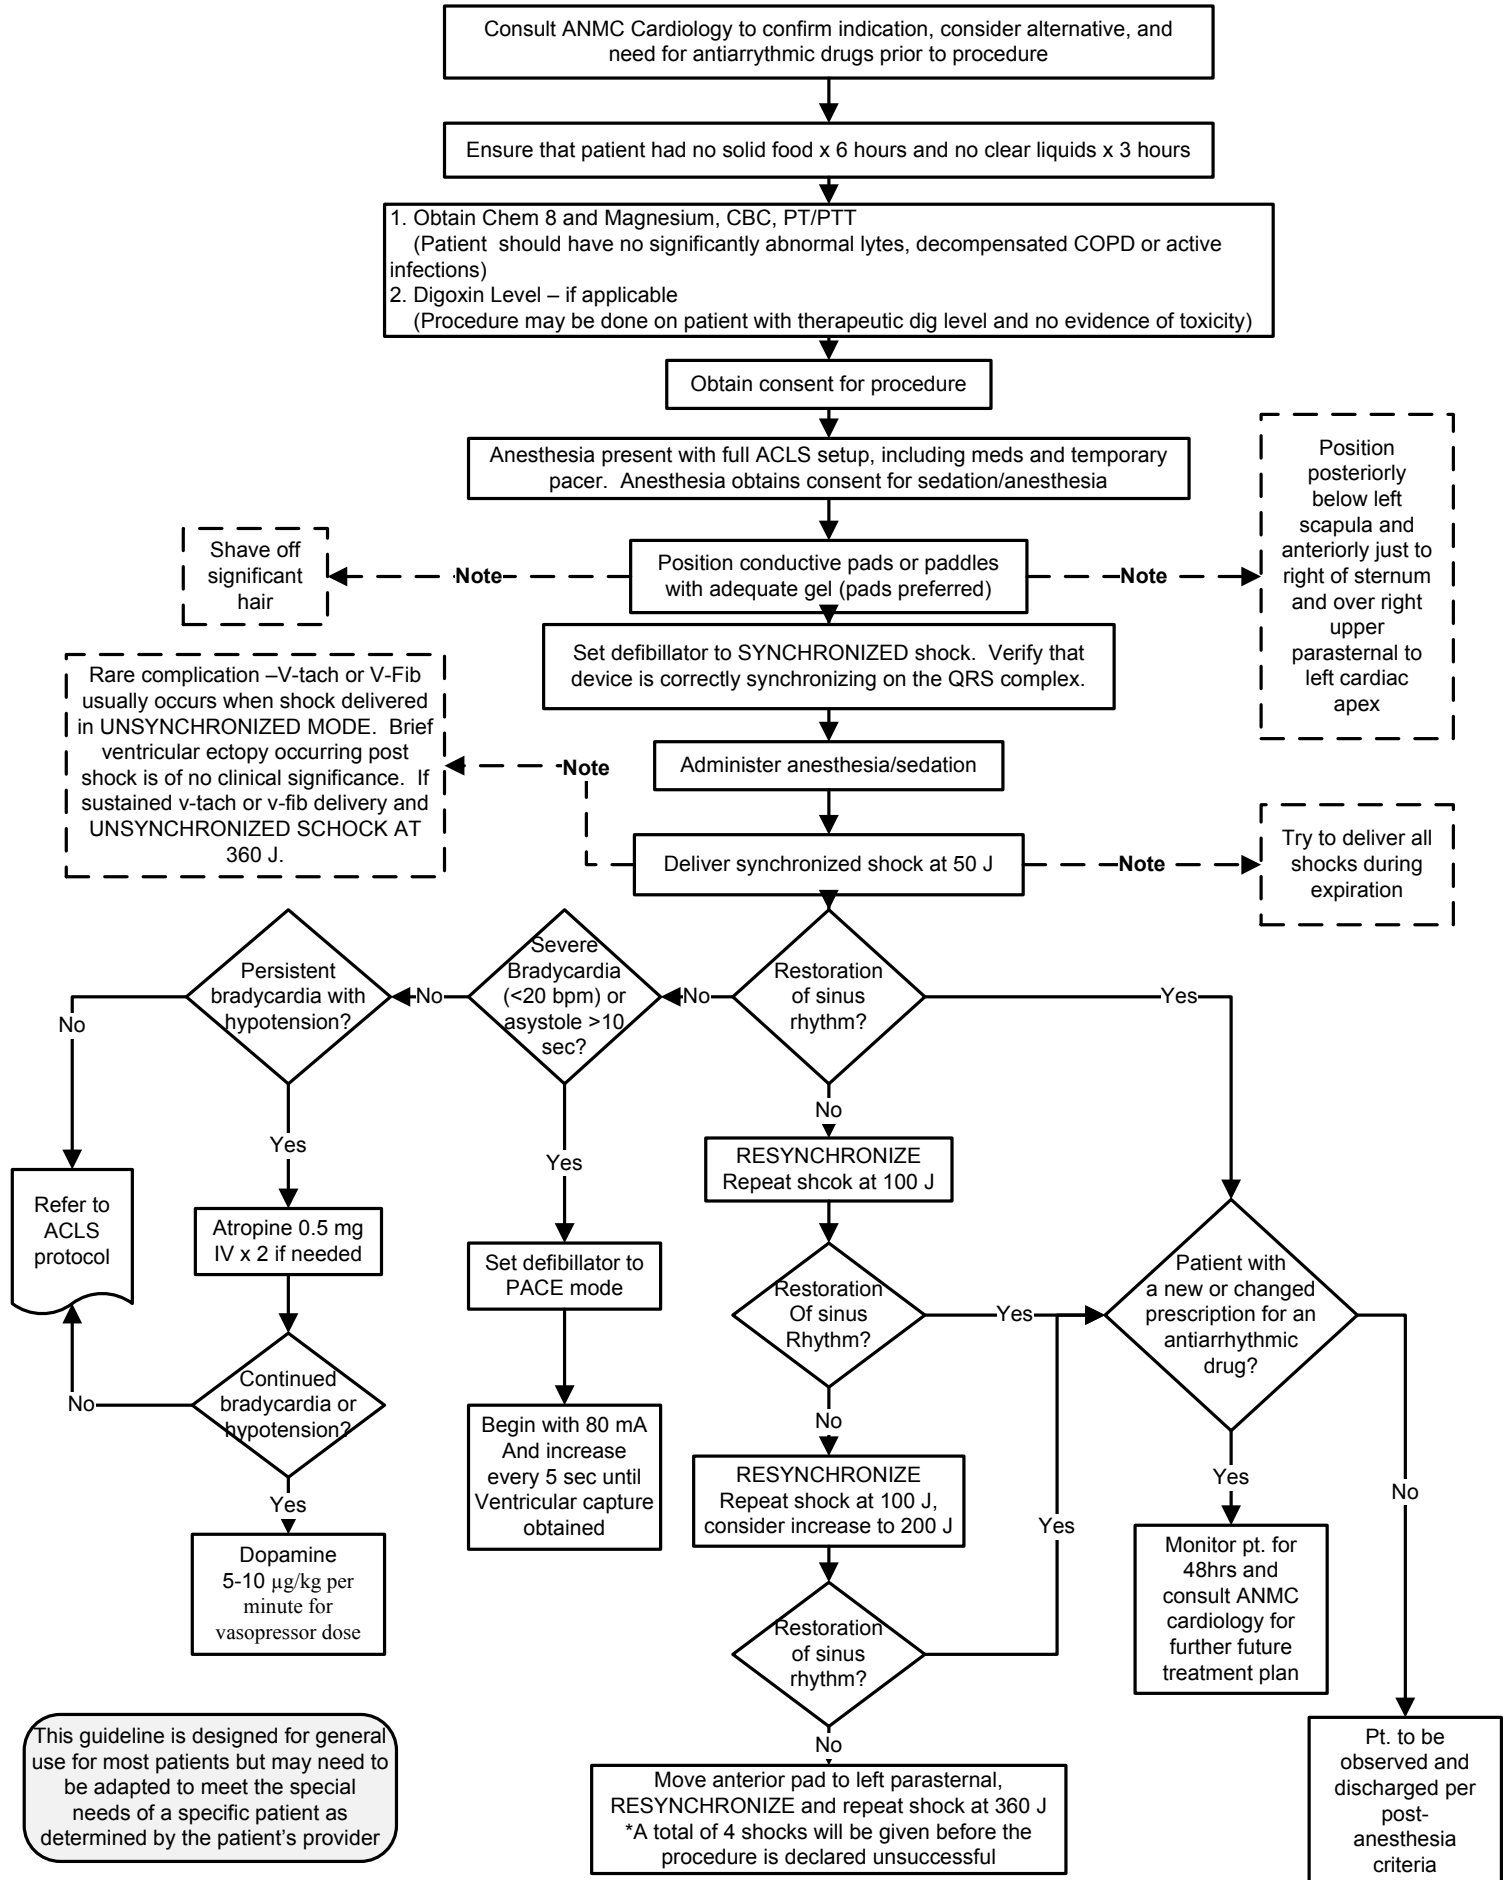 Consult ANMC Cardiology to confirm indication, consider alternative, and
need for antiarrythmic drugs prior to procedure
Ensure that patient had no solid food x 6 hours and no clear liquids x 3 hours
1. Obtain Chem 8 and Magnesium, CBC, PT/PTT
(Patient should have no significantly abnormal lytes, decompensated COPD or active
infections)
2. Digoxin Level – if applicable
(Procedure may be done on patient with therapeutic dig level and no evidence of toxicity)
Obtain consent for procedure
Anesthesia present with full ACLS setup, including meds and temporary
pacer. Anesthesia obtains consent for sedation/anesthesia
Shave off
significant
hair
Note
Position conductive pads or paddles
with adequate gel (pads preferred)
Note
Position
posteriorly
below left
scapula and
anteriorly just to
right of sternum
and over right
upper
parasternal to
left cardiac
apex
Set defibillator to SYNCHRONIZED shock. Verify that
device is correctly synchronizing on the QRS complex.
Rare complication –V-tach or V-Fib
usually occurs when shock delivered
in UNSYNCHRONIZED MODE. Brief
ventricular ectopy occurring post
shock is of no clinical significance. If
sustained v-tach or v-fib delivery and
UNSYNCHRONIZED SCHOCK AT
360 J.
Note
Administer anesthesia/sedation
Deliver synchronized shock at 50 J
Note
Try to deliver all
shocks during
expiration
Persistent
bradycardia with
hypotension?
No
Severe
Bradycardia
(<20 bpm) or
asystole >10
sec?
No
Restoration
of sinus
rhythm?
Yes
No
Yes
Yes
No
Refer to
ACLS
protocol
Atropine 0.5 mg
IV x 2 if needed
Set defibillator to
PACE mode
RESYNCHRONIZE
Repeat shcok at 100 J
Restoration
Of sinus
Rhythm?
Yes
Patient with
a new or changed
prescription for an
antiarrhythmic
drug?
No
Continued
bradycardia or
hypotension?
Yes
Begin with 80 mA
And increase
every 5 sec until
Ventricular capture
obtained
No
RESYNCHRONIZE
Repeat shock at 100 J,
consider increase to 200 J
Yes
Yes
No
Dopamine
5-10 µg/kg per
minute for
vasopressor dose
Restoration
of sinus
rhythm?
Monitor pt. for
48hrs and
consult ANMC
cardiology for
further future
treatment plan
No
This guideline is designed for general
use for most patients but may need to
be adapted to meet the special
needs of a specific patient as
determined by the patient's provider
Move anterior pad to left parasternal,
RESYNCHRONIZE and repeat shock at 360 J
*A total of 4 shocks will be given before the
procedure is declared unsuccessful
Pt. to be
observed and
discharged per
post-
anesthesia
criteria